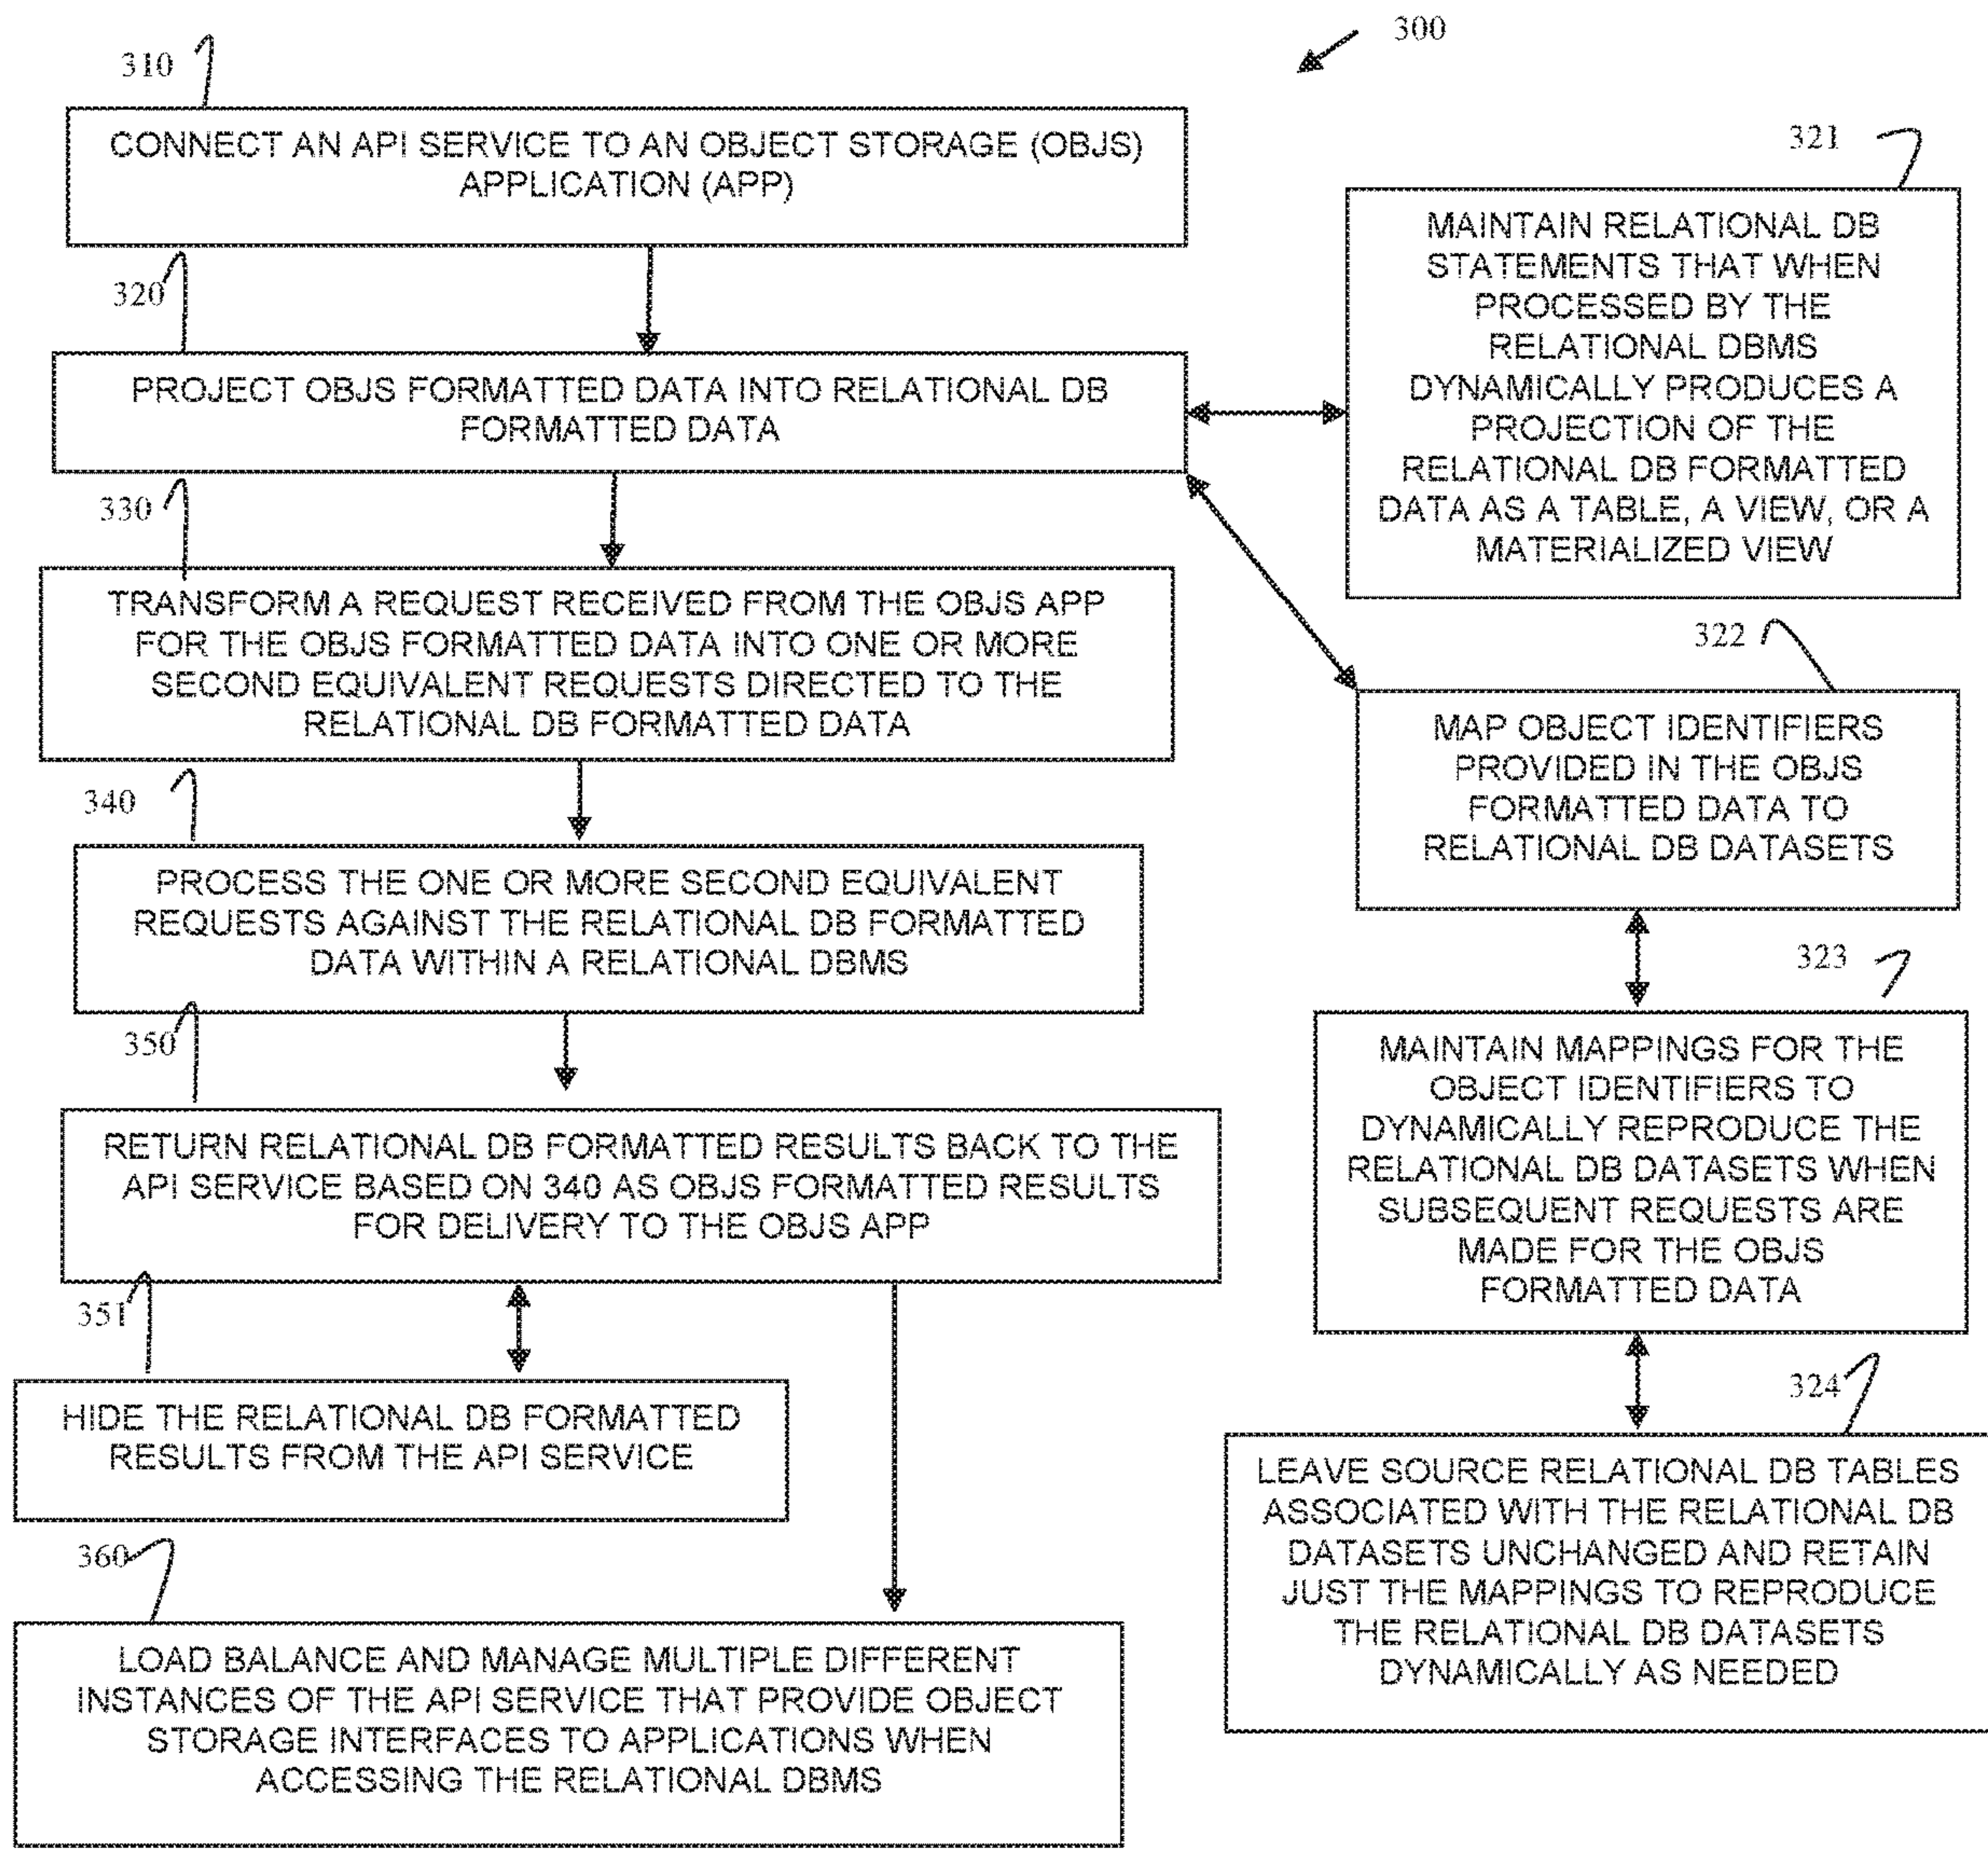 300
310
CONNECT AN API SERVICE TO AN OBJECT STORAGE (OBJS)
APPLICATION (APP)
320
PROJECT OBJS FORMATTED DATA INTO RELATIONAL DB
FORMATTED DATA
330
TRANSFORM A REQUEST RECEIVED FROM THE OBJS APP
FOR THE OBJS FORMATTED DATA INTO ONE OR MORE
SECOND EQUIVALENT REQUESTS DIRECTED TO THE
RELATIONAL DB FORMATTED DATA
340
PROCESS THE ONE OR MORE SECOND EQUIVALENT
REQUESTS AGAINST THE RELATIONAL DB FORMATTED
DATA WITHIN A RELATIONAL DBMS
350
RETURN RELATIONAL DB FORMATTED RESULTS BACK TO THE
API SERVICE BASED ON 340 AS OBJS FORMATTED RESULTS
FOR DELIVERY TO THE OBJS APP
351
HIDE THE RELATIONAL DB FORMATTED
RESULTS FROM THE API SERVICE
360
LOAD BALANCE AND MANAGE MULTIPLE DIFFERENT
INSTANCES OF THE API SERVICE THAT PROVIDE OBJECT
STORAGE INTERFACES TO APPLICATIONS WHEN
ACCESSING THE RELATIONAL DBMS
321
MAINTAIN RELATIONAL DB
STATEMENTS THAT WHEN
PROCESSED BY THE
RELATIONAL DBMS
DYNAMICALLY PRODUCES A
PROJECTION OF THE
RELATIONAL DB FORMATTED
DATA AS A TABLE, A VIEW, OR A
MATERIALIZED VIEW
322
MAP OBJECT IDENTIFIERS
PROVIDED IN THE OBJS
FORMATTED DATA TO
RELATIONAL DB DATASETS
323
MAINTAIN MAPPINGS FOR THE
OBJECT IDENTIFIERS TO
DYNAMICALLY REPRODUCE THE
RELATIONAL DB DATASETS WHEN
SUBSEQUENT REQUESTS ARE
MADE FOR THE OBJS
FORMATTED DATA
324
LEAVE SOURCE RELATIONAL DB TABLES
ASSOCIATED WITH THE RELATIONAL DB
DATASETS UNCHANGED AND RETAIN
JUST THE MAPPINGS TO REPRODUCE
THE RELATIONAL DB DATASETS
DYNAMICALLY AS NEEDED